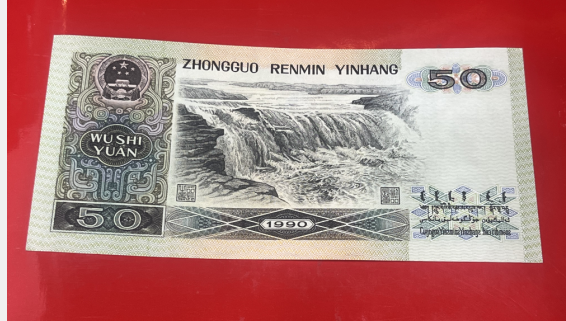 ZHONGGUO RENMIN YINHANG
50
WU SHI
YUAN
50
1990